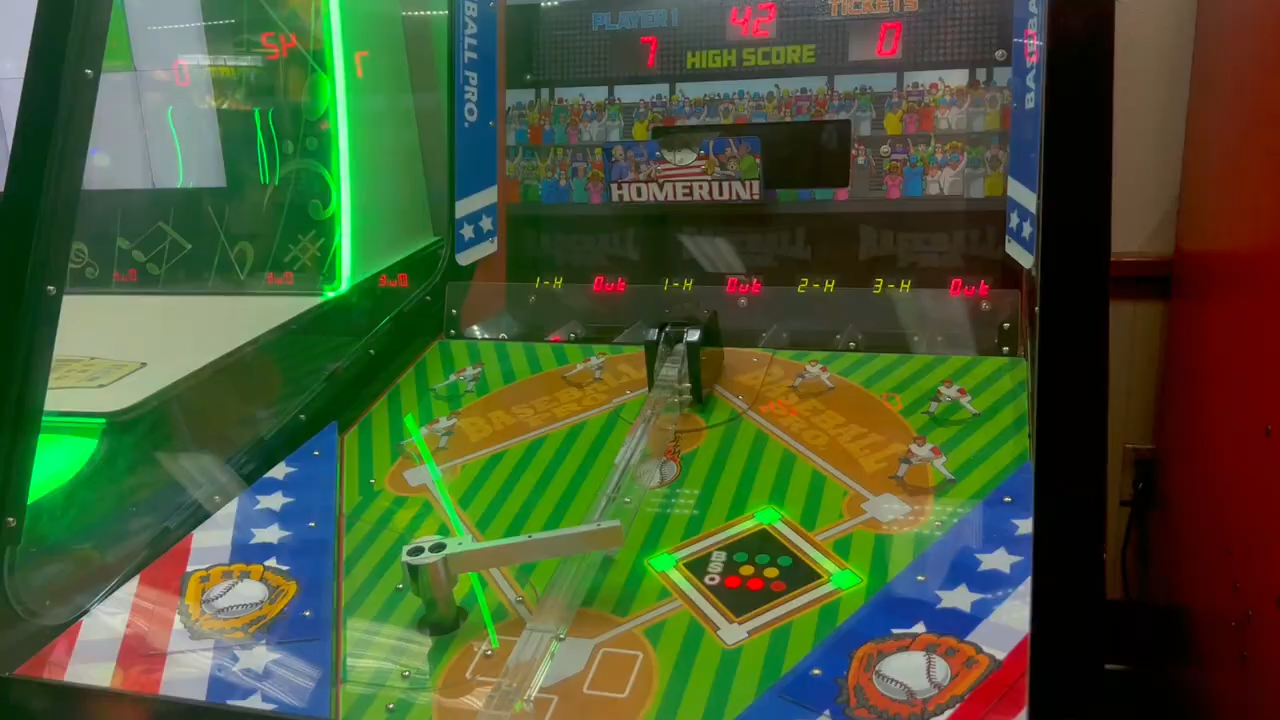 PLAYER 1
42
TICKETS
7
HIGH SCORE
0
BALL PRO.
BASEBA
HOMERUN!
1-H Out 1-H Out 2-H 3-H Out
BASEBALL PRO
BASEBALL PRO
B
S
O